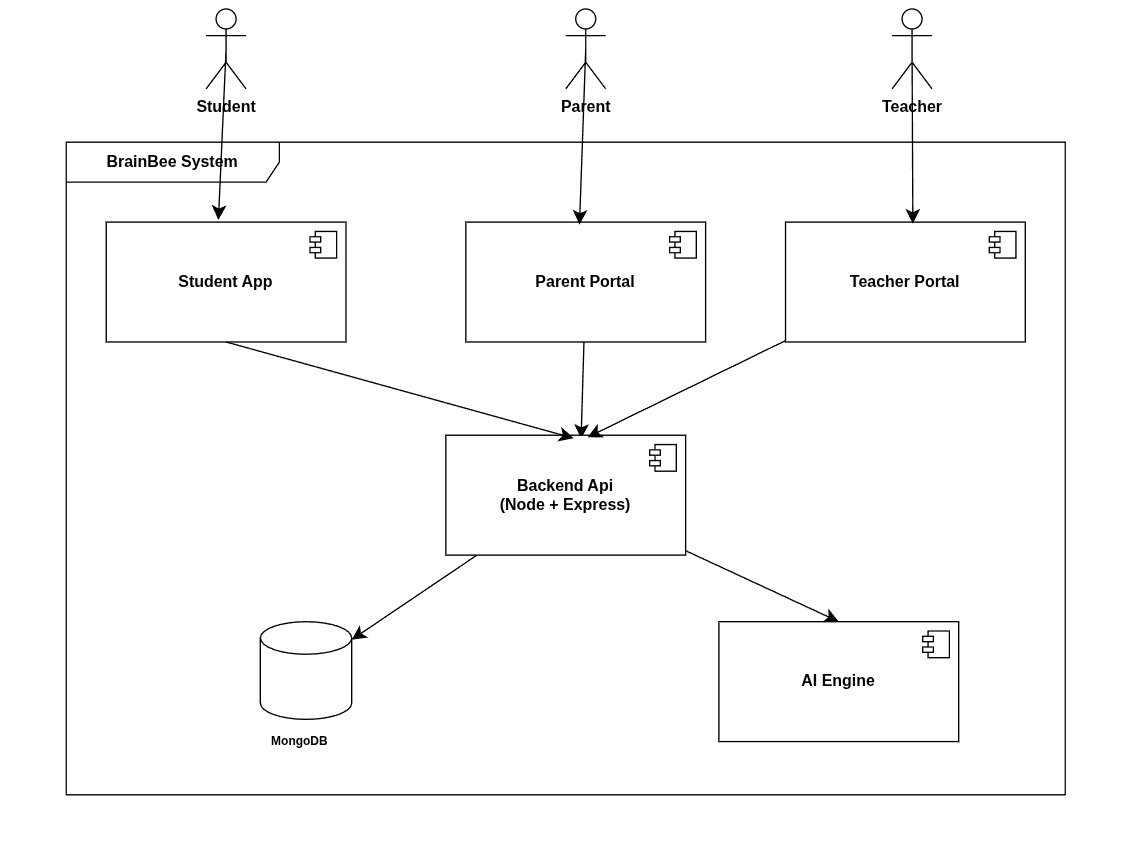 Student
Parent
Teacher
BrainBee System
Student App
Parent Portal
Teacher Portal
Backend Api
(Node + Express)
AI Engine
MongoDB